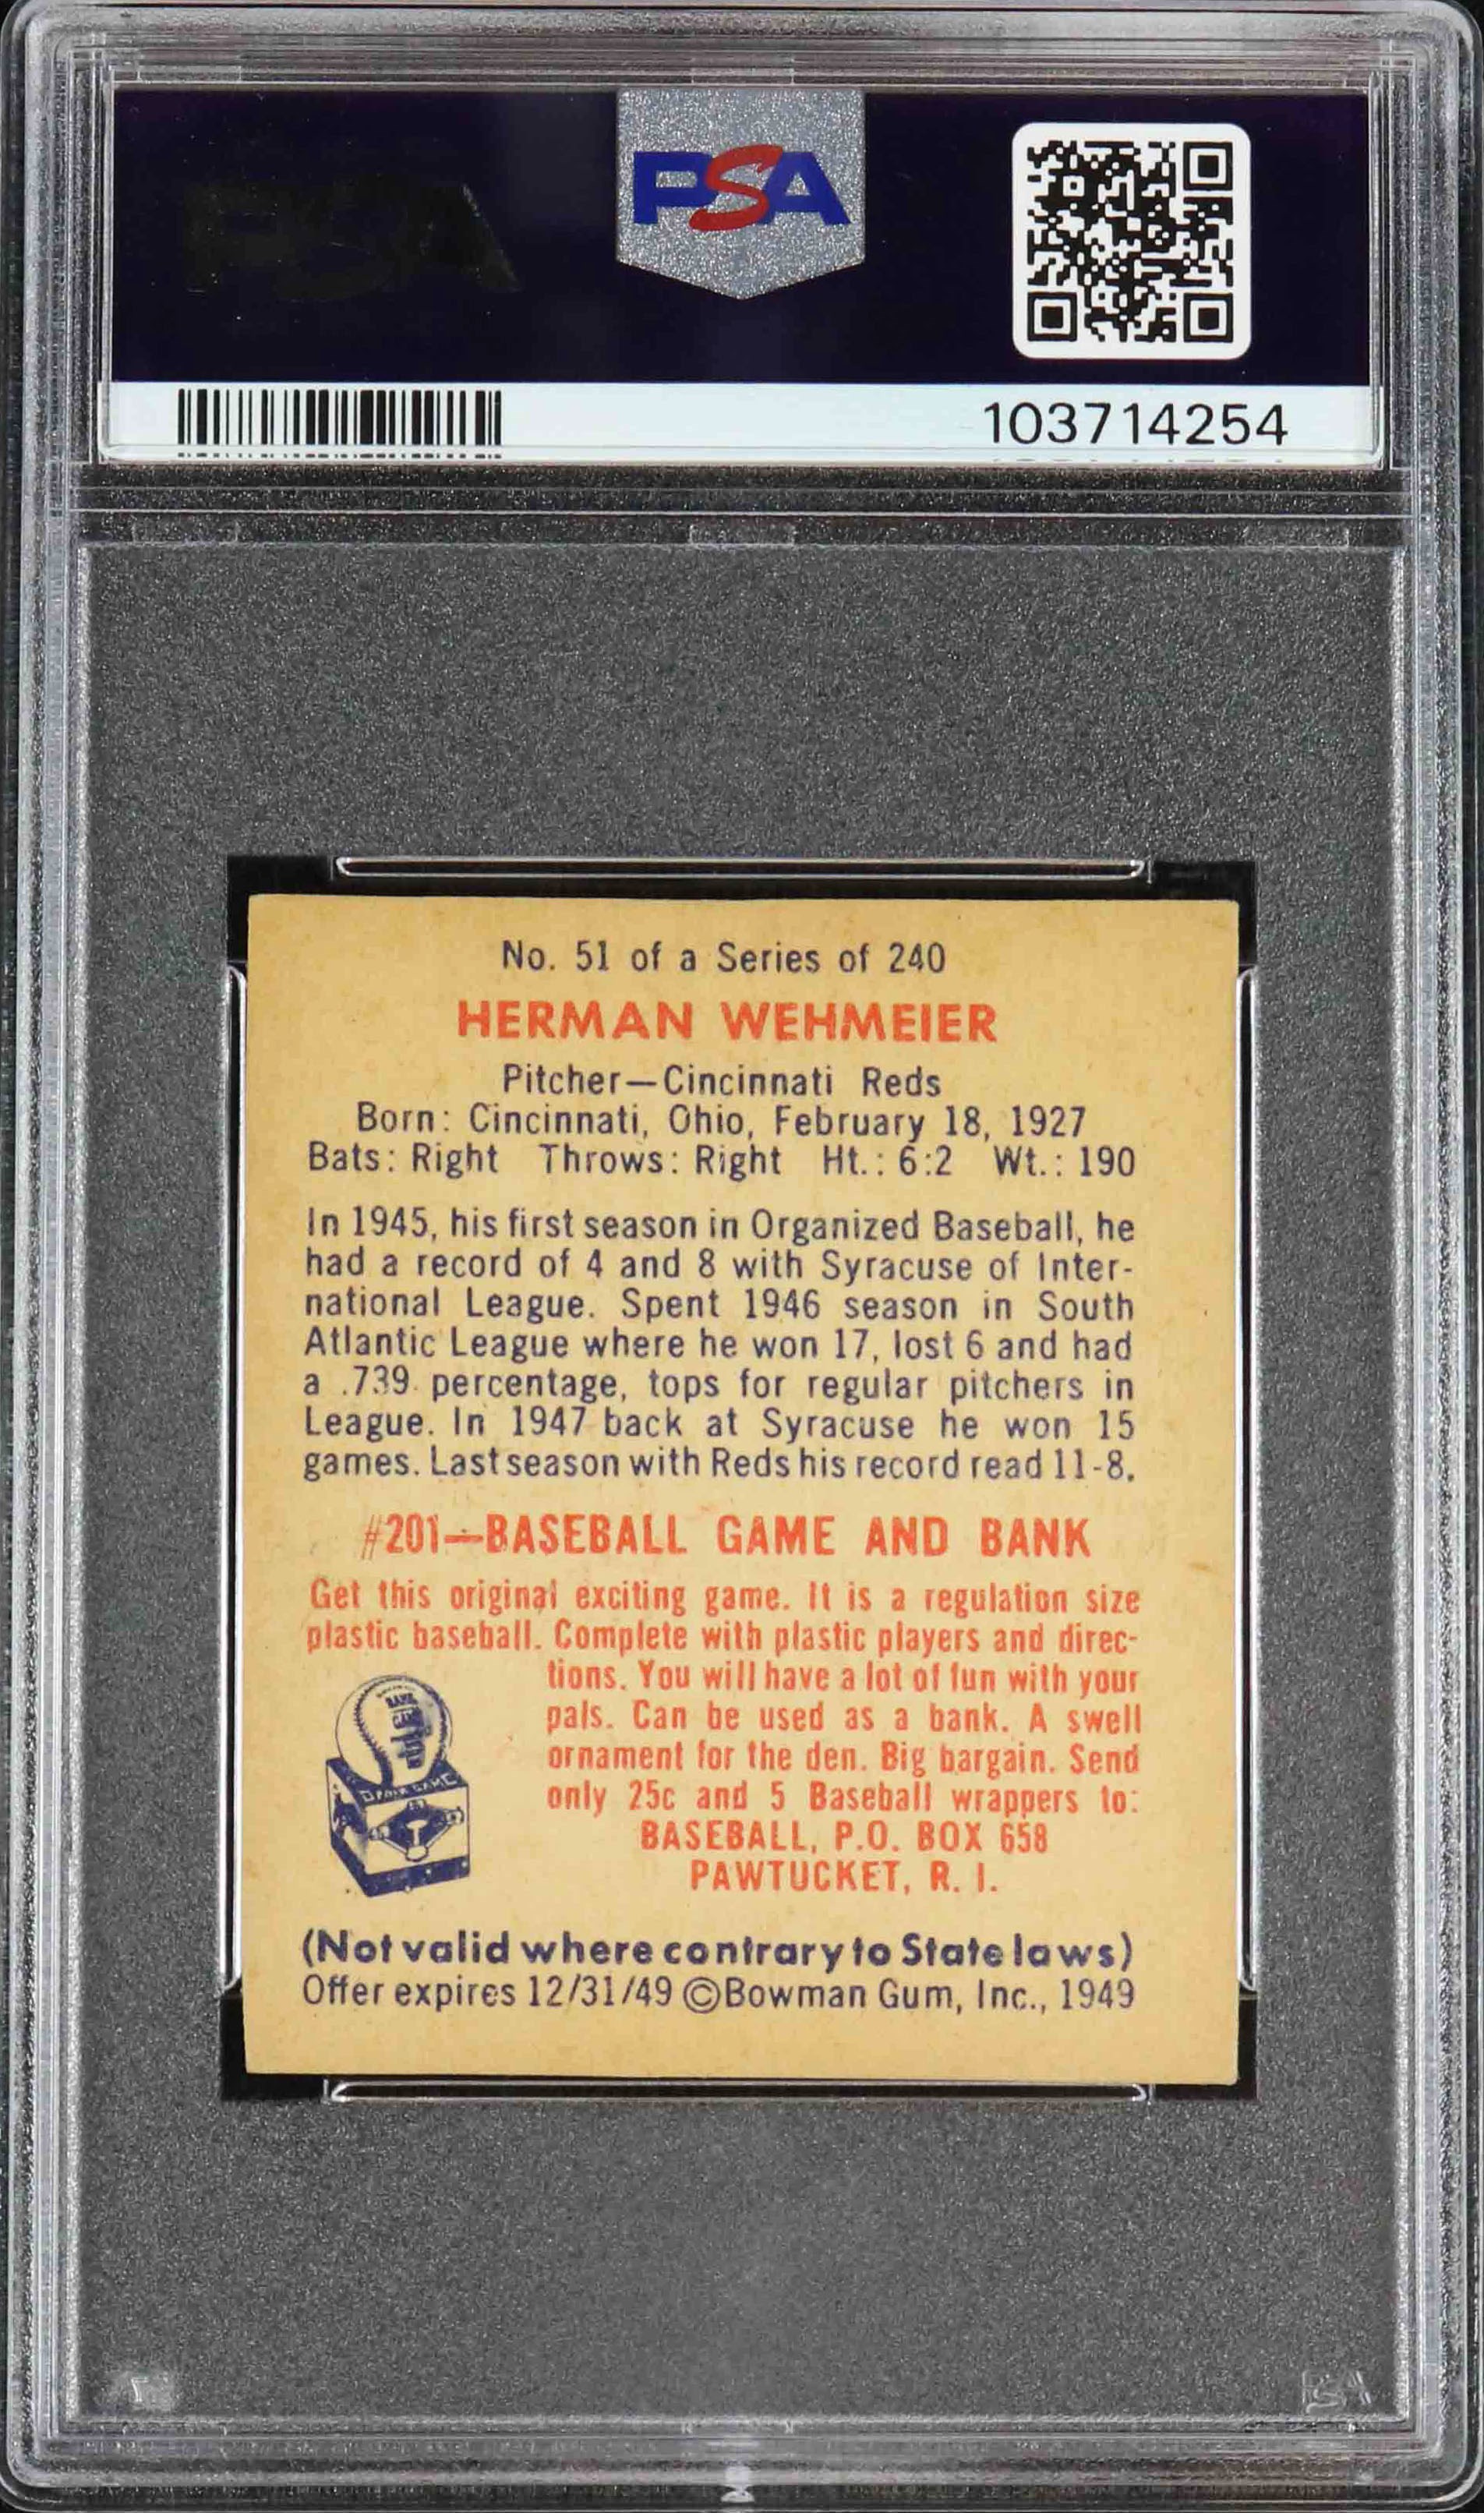 PSA
PSA
103714254
No. 51 of a Series of 240
HERMAN WEHMEIER
Pitcher—Cincinnati Reds
Born: Cincinnati, Ohio, February 18, 1927
Bats: Right Throws: Right Ht.: 6:2 Wt.: 190
In 1945, his first season in Organized Baseball, he
had a record of 4 and 8 with Syracuse of Inter-
national League. Spent 1946 season in South
Atlantic League where he won 17, lost 6 and had
a .739 percentage, tops for regular pitchers in
League. In 1947 back at Syracuse he won 15
games. Last season with Reds his record read 11-8.
#201—BASEBALL GAME AND BANK
Get this original exciting game. It is a regulation size
plastic baseball. Complete with plastic players and direc-
tions. You will have a lot of fun with your
pals. Can be used as a bank. A swell
ornament for the den. Big bargain. Send
only 25c and 5 Baseball wrappers to:
BASEBALL, P.O. BOX 658
PAWTUCKET, R. I.
BANK
GAME
BANK GAME
(Not valid where contrary to State laws)
Offer expires 12/31/49 ©Bowman Gum, Inc., 1949
PSA